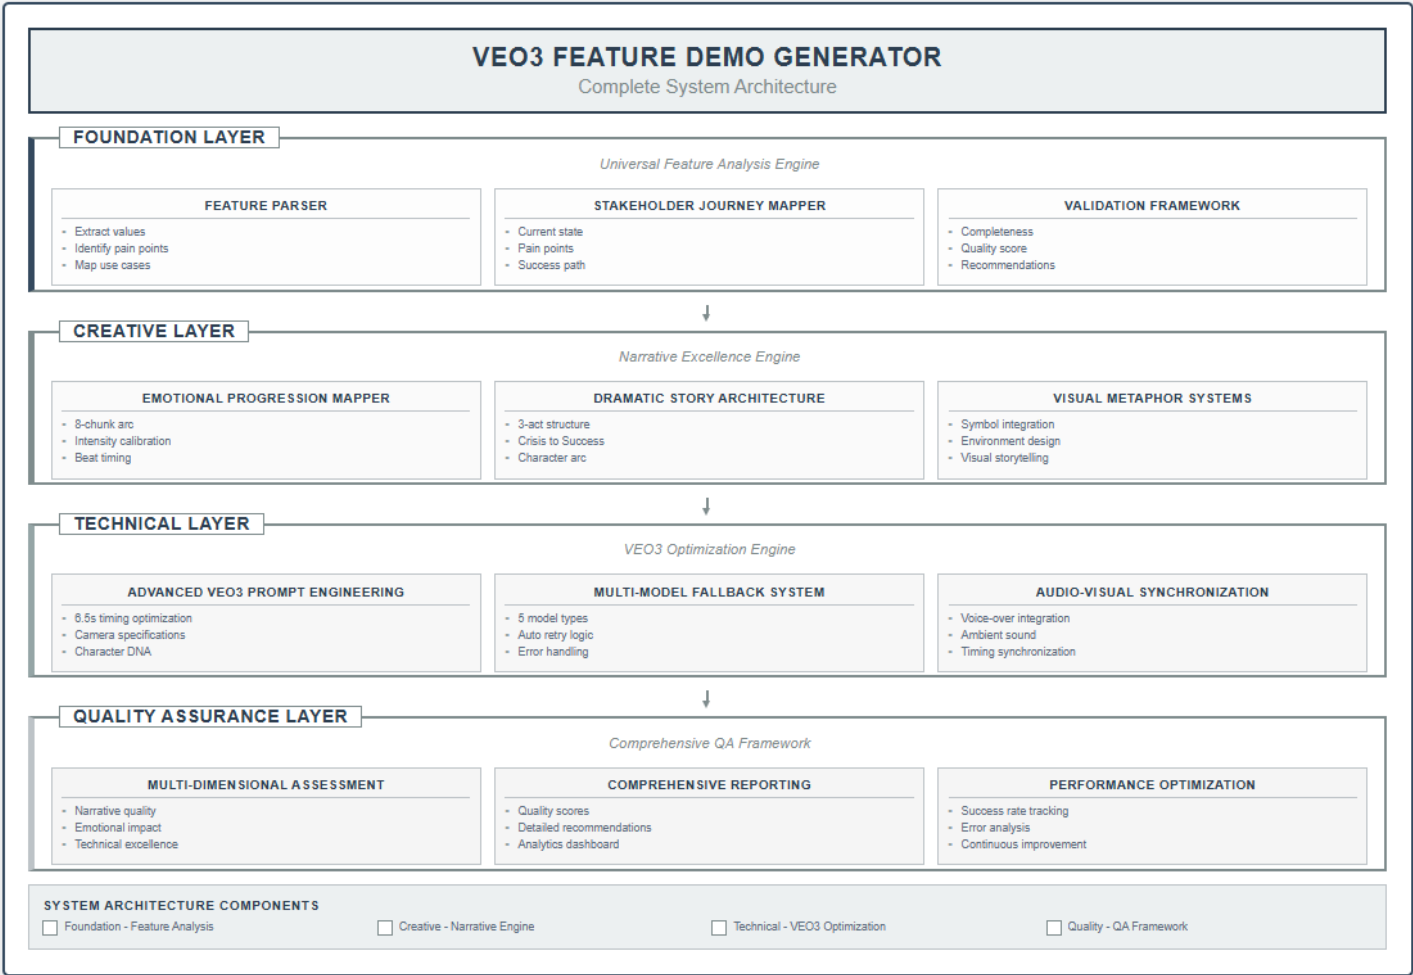 VEO3 FEATURE DEMO GENERATOR
Complete System Architecture
FOUNDATION LAYER
Universal Feature Analysis Engine
FEATURE PARSER
- Extract values
- Identify pain points
- Map use cases
STAKEHOLDER JOURNEY MAPPER
- Current state
- Pain points
- Success path
VALIDATION FRAMEWORK
- Completeness
- Quality score
- Recommendations
CREATIVE LAYER
Narrative Excellence Engine
EMOTIONAL PROGRESSION MAPPER
- 8-chunk arc
- Intensity calibration
- Beat timing
DRAMATIC STORY ARCHITECTURE
- 3-act structure
- Crisis to Success
- Character arc
VISUAL METAPHOR SYSTEMS
- Symbol integration
- Environment design
- Visual storytelling
TECHNICAL LAYER
VEO3 Optimization Engine
ADVANCED VEO3 PROMPT ENGINEERING
- 6.5s timing optimization
- Camera specifications
- Character DNA
MULTI-MODEL FALLBACK SYSTEM
- 5 model types
- Auto retry logic
- Error handling
AUDIO-VISUAL SYNCHRONIZATION
- Voice-over integration
- Ambient sound
- Timing synchronization
QUALITY ASSURANCE LAYER
Comprehensive QA Framework
MULTI-DIMENSIONAL ASSESSMENT
- Narrative quality
- Emotional impact
- Technical excellence
COMPREHENSIVE REPORTING
- Quality scores
- Detailed recommendations
- Analytics dashboard
PERFORMANCE OPTIMIZATION
- Success rate tracking
- Error analysis
- Continuous improvement
SYSTEM ARCHITECTURE COMPONENTS
Foundation - Feature Analysis
Creative - Narrative Engine
Technical - VEO3 Optimization
Quality - QA Framework